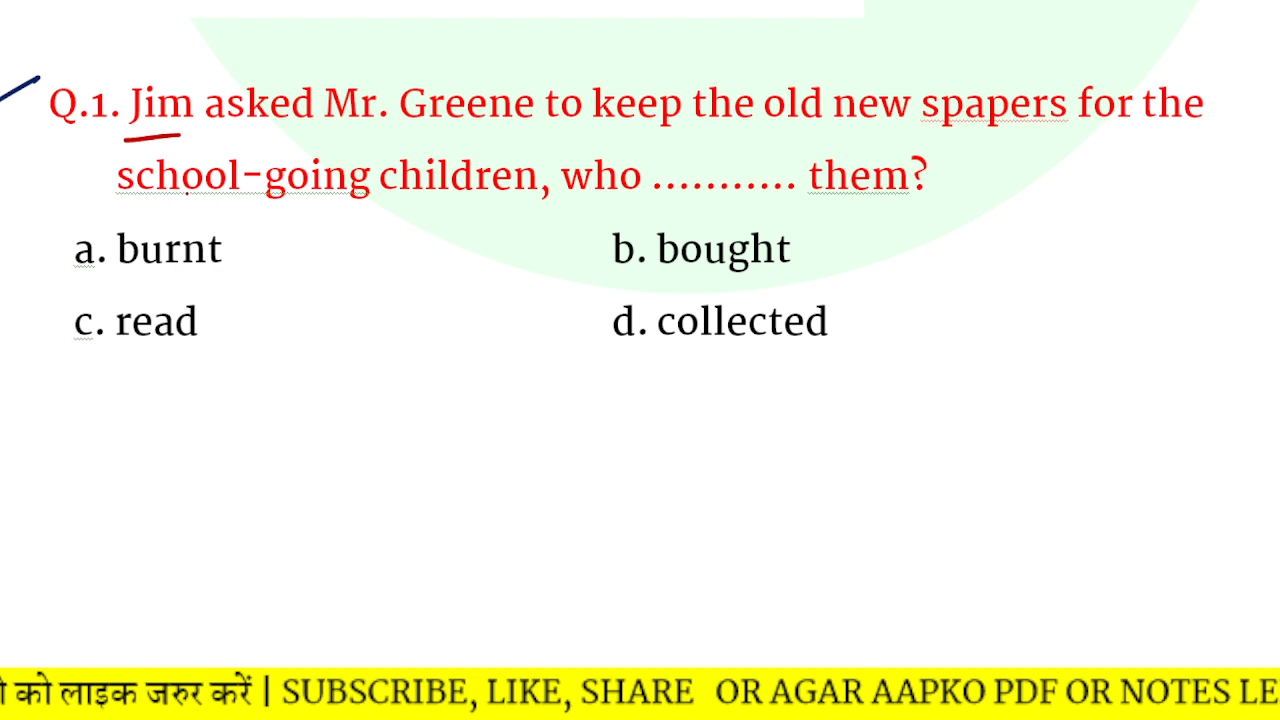 Q.1. Jim asked Mr. Greene to keep the old new spapers for the
school-going children, who ........... them?
a. burnt
b. bought
c. read
d. collected
को लाइक जरुर करें | SUBSCRIBE, LIKE, SHARE OR AGAR AAPKO PDF OR NOTES LE